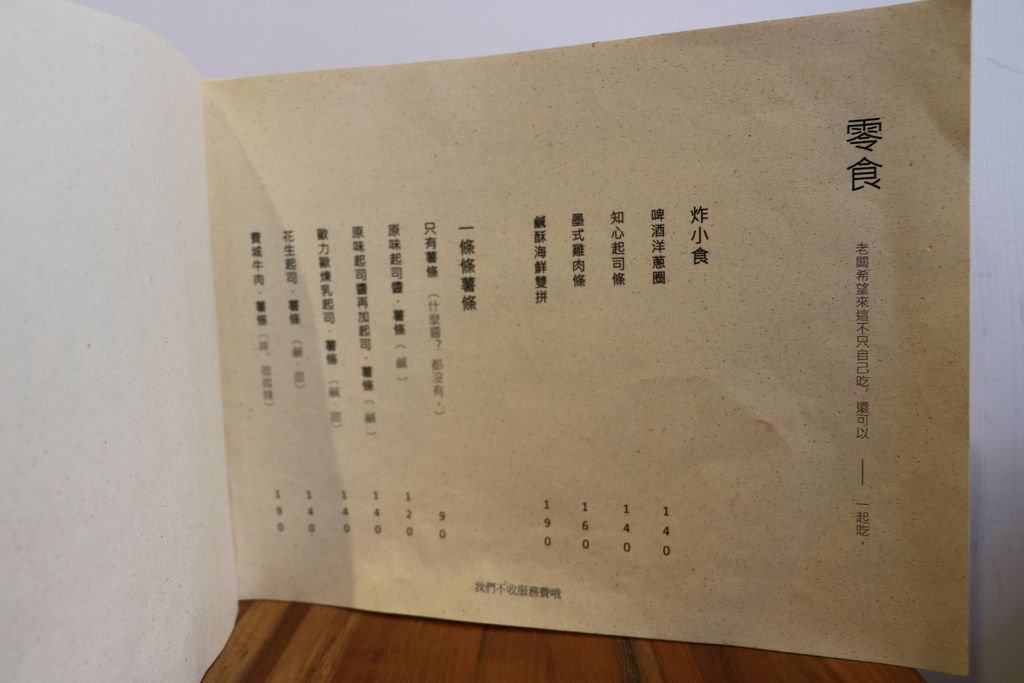 零食
老闆希望來這不只自己吃，還可以 —— 一起吃。
炸小食
啤酒洋蔥圈 140
知心起司條 140
墨式雞肉條 160
鹹酥海鮮雙拼 190
一條條薯條
只有薯條（什麼醬？都沒有。） 90
原味起司醬．薯條（鹹） 120
原味起司醬再加起司．薯條（鹹） 140
歐力歐煉乳起司．薯條（鹹．甜） 140
花生起司．薯條（鹹．甜） 140
費城牛肉．薯條 190
我們不收服務費哦